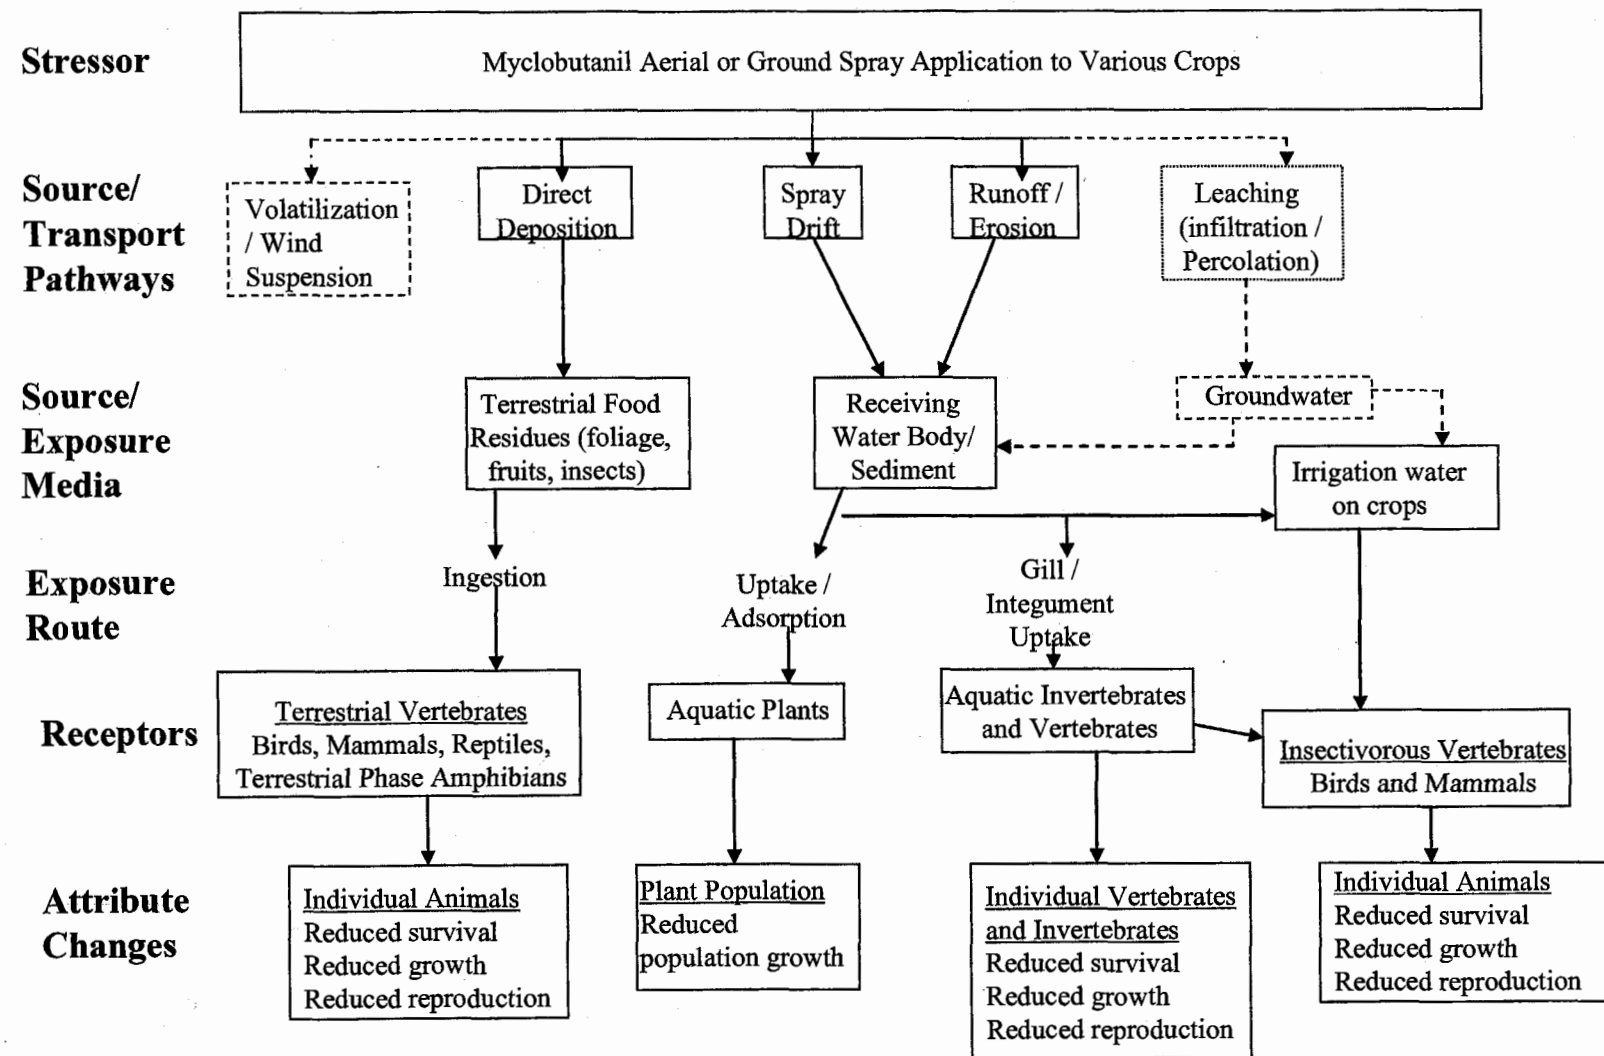 Stressor
Myclobutanil Aerial or Ground Spray Application to Various Crops
Source/
Transport
Pathways
Volatilization
/ Wind
Suspension
Direct
Deposition
Spray
Drift
Runoff /
Erosion
Leaching
(infiltration /
Percolation)
Source/
Exposure
Media
Terrestrial Food
Residues (foliage,
fruits, insects)
Receiving
Water Body/
Sediment
Groundwater
Irrigation water
on crops
Exposure
Route
Ingestion
Uptake /
Adsorption
Gill /
Integument
Uptake
Receptors
Terrestrial Vertebrates
Birds, Mammals, Reptiles,
Terrestrial Phase Amphibians
Aquatic Plants
Aquatic Invertebrates
and Vertebrates
Insectivorous Vertebrates
Birds and Mammals
Attribute
Changes
Individual Animals
Reduced survival
Reduced growth
Reduced reproduction
Plant Population
Reduced
population growth
Individual Vertebrates
and Invertebrates
Reduced survival
Reduced growth
Reduced reproduction
Individual Animals
Reduced survival
Reduced growth
Reduced reproduction